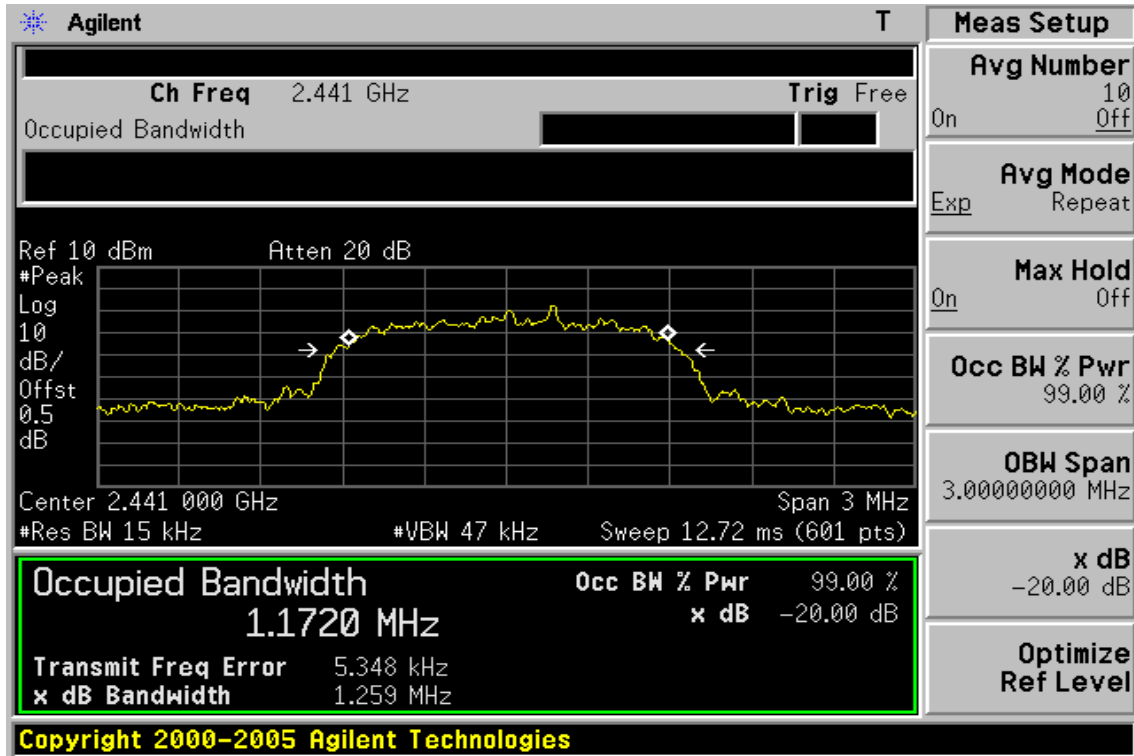 Agilent T
Ch Freq 2.441 GHz Trig Free
Occupied Bandwidth
Ref 10 dBm Atten 20 dB
#Peak
Log
10
dB/
Offst
0.5
dB
Center 2.441 000 GHz Span 3 MHz
#Res BW 15 kHz #VBW 47 kHz Sweep 12.72 ms (601 pts)
Occupied Bandwidth
1.1720 MHz
Occ BW % Pwr 99.00 %
x dB -20.00 dB
Transmit Freq Error 5.348 kHz
x dB Bandwidth 1.259 MHz
Copyright 2000-2005 Agilent Technologies
Meas Setup
Avg Number
10
On Off
Avg Mode
Exp Repeat
Max Hold
On Off
Occ BW % Pwr
99.00 %
OBW Span
3.00000000 MHz
x dB
-20.00 dB
Optimize
Ref Level